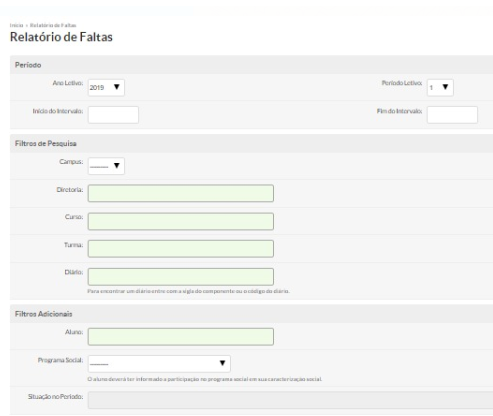 Início > Relatório de Faltas
Relatório de Faltas
Período
Ano Letivo: 2019 Período Letivo: 1
Início do Intervalo: Fim do Intervalo:
Filtros de Pesquisa
Campus: --------
Diretoria:
Curso:
Turma:
Diário:
Para encontrar um diário entre com a sigla do componente ou o código do diário.
Filtros Adicionais
Aluno:
Programa Social: --------
O aluno deverá ter informado a participação no programa social em sua caracterização social.
Situação no Período: